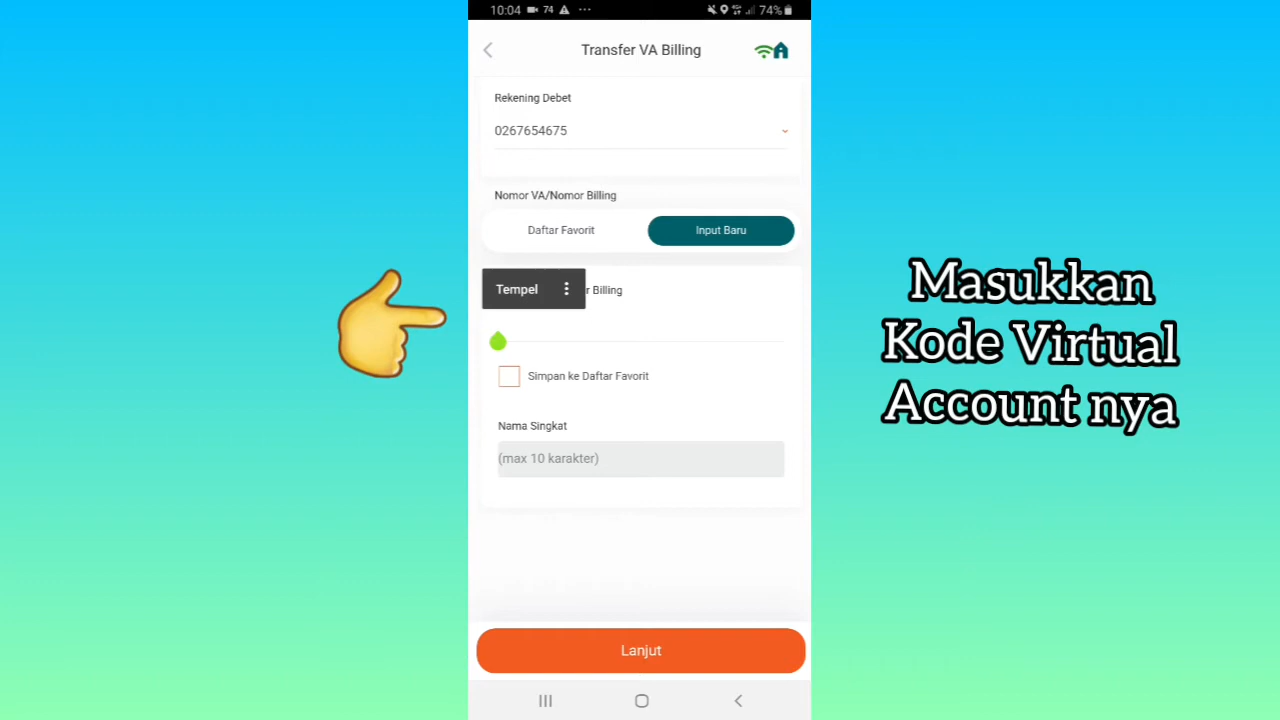 10:04 74 ... 74%
Transfer VA Billing
Rekening Debet
0267654675
Nomor VA/Nomor Billing
Daftar Favorit Input Baru
Tempel r Billing
Simpan ke Daftar Favorit
Nama Singkat
(max 10 karakter)
Lanjut
Masukkan
Kode Virtual
Account nya